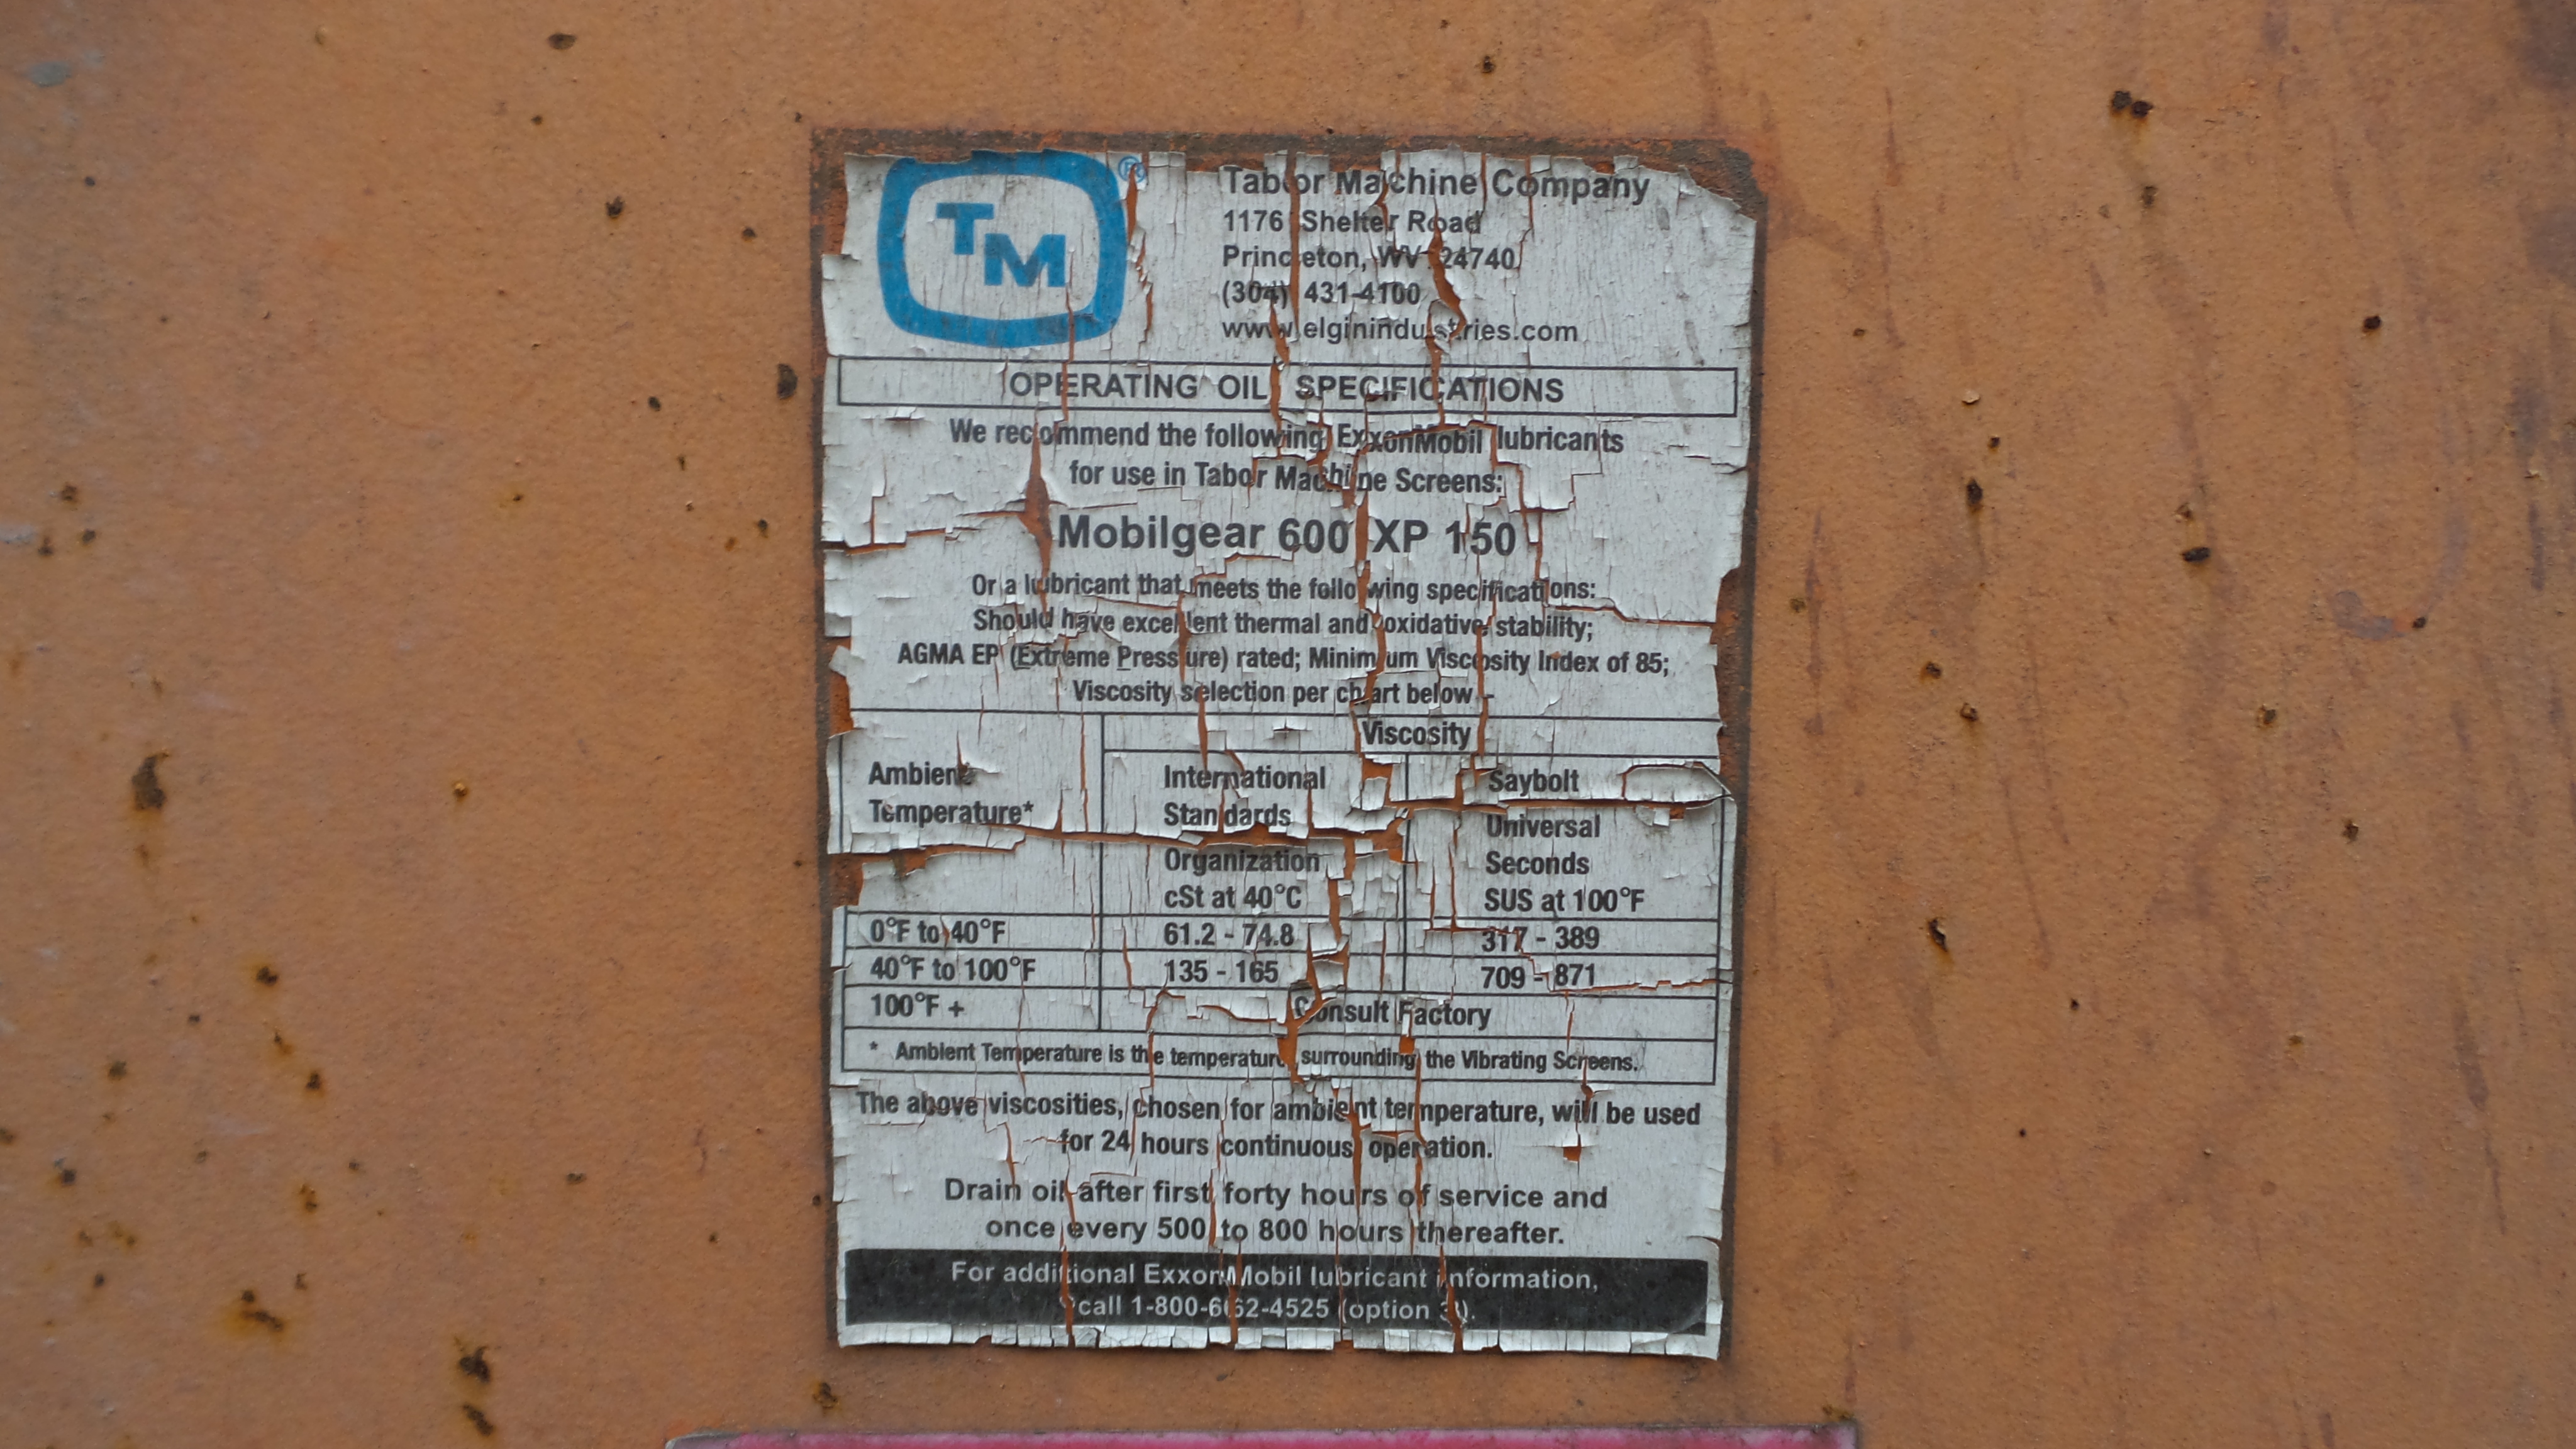 TM ®
Tabor Machine Company
1176 Shelter Road
Princeton, WV 24740
(304) 431-4100
www.elginindustries.com
OPERATING OIL SPECIFICATIONS
We recommend the following ExxonMobil lubricants
for use in Tabor Machine Screens:
Mobilgear 600 XP 150
Or a lubricant that meets the following specifications:
Should have excellent thermal and oxidative stability;
AGMA EP (Extreme Pressure) rated; Minimum Viscosity Index of 85;
Viscosity selection per chart below -
Viscosity
Ambient
Temperature*
International
Standards
Organization
cSt at 40°C
Saybolt
Universal
Seconds
SUS at 100°F
0°F to 40°F 61.2 - 74.8 317 - 389
40°F to 100°F 135 - 165 709 - 871
100°F + Consult Factory
* Ambient Temperature is the temperature surrounding the Vibrating Screens.
The above viscosities, chosen for ambient temperature, will be used
for 24 hours continuous operation.
Drain oil after first forty hours of service and
once every 500 to 800 hours thereafter.
For additional ExxonMobil lubricant information,
call 1-800-662-4525 (option 3).